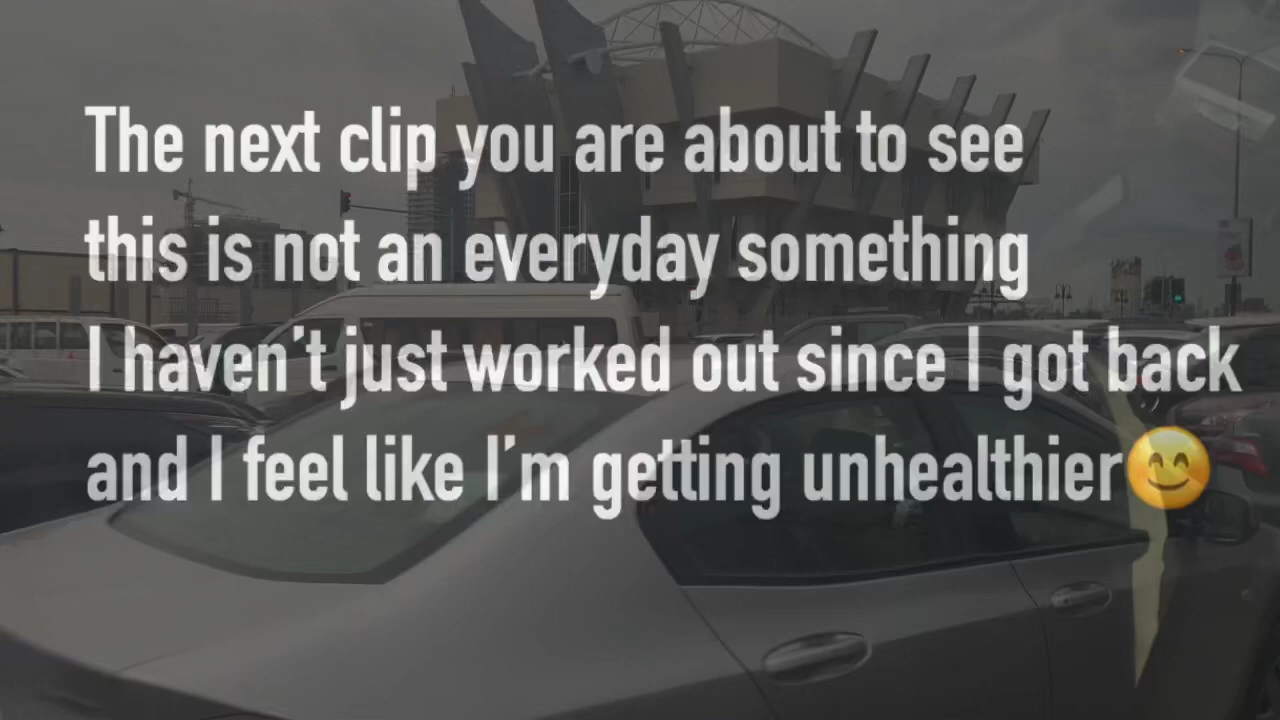 The next clip you are about to see
this is not an everyday something
I haven't just worked out since I got back
and I feel like I'm getting unhealthier😊